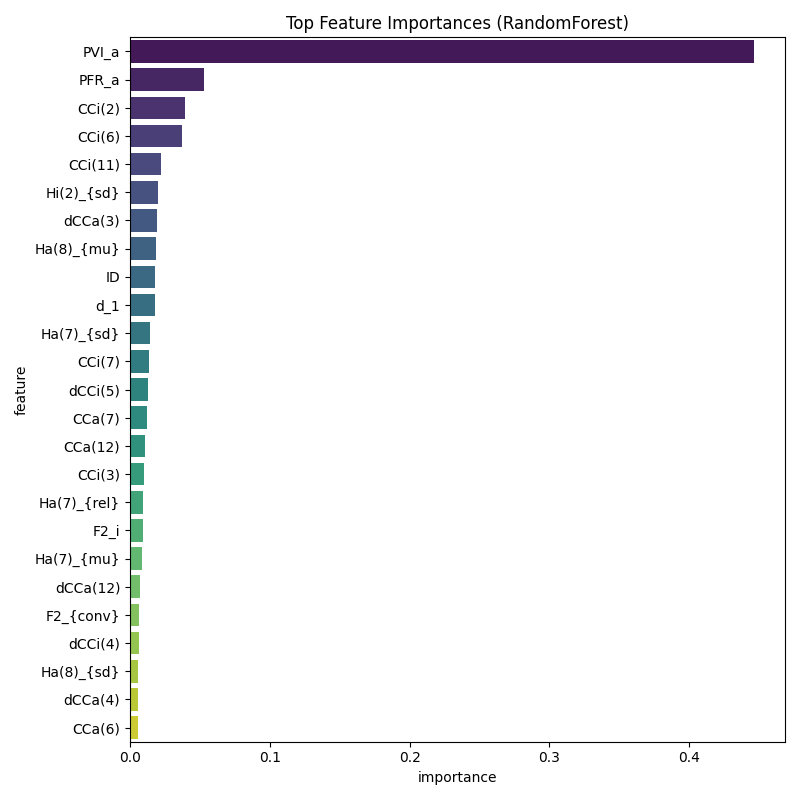 Top Feature Importances (RandomForest)
PVI_a
PFR_a
CCi(2)
CCi(6)
CCi(11)
Hi(2)_{sd}
dCCa(3)
Ha(8)_{mu}
ID
d_1
Ha(7)_{sd}
CCi(7)
dCCi(5)
CCa(7)
CCa(12)
CCi(3)
Ha(7)_{rel}
F2_i
Ha(7)_{mu}
dCCa(12)
F2_{conv}
dCCi(4)
Ha(8)_{sd}
dCCa(4)
CCa(6)
feature
0.0 0.1 0.2 0.3 0.4
importance